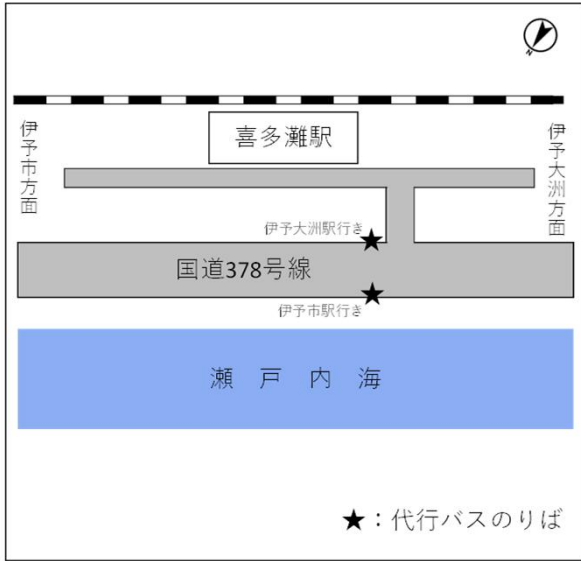 N
伊予市方面
喜多灘駅
伊予大洲方面
伊予大洲駅行き
国道378号線
伊予市駅行き
瀬戸内海
★：代行バスのりば